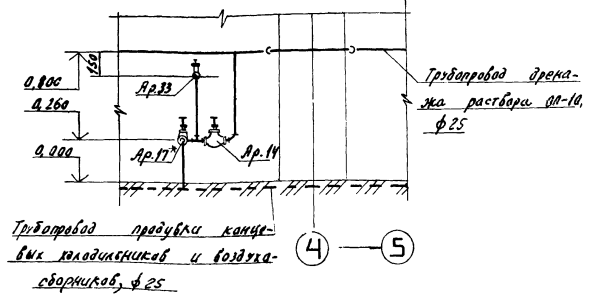 150
0,800
Ар.33
Трубопровод дрена-
жа раствора ОП-10,
ф25
0,260
Ар.17*
Ар.14
0,000
Трубопровод продувки конце-
вых холодильников и воздухо-
сборников, ф25
4
5